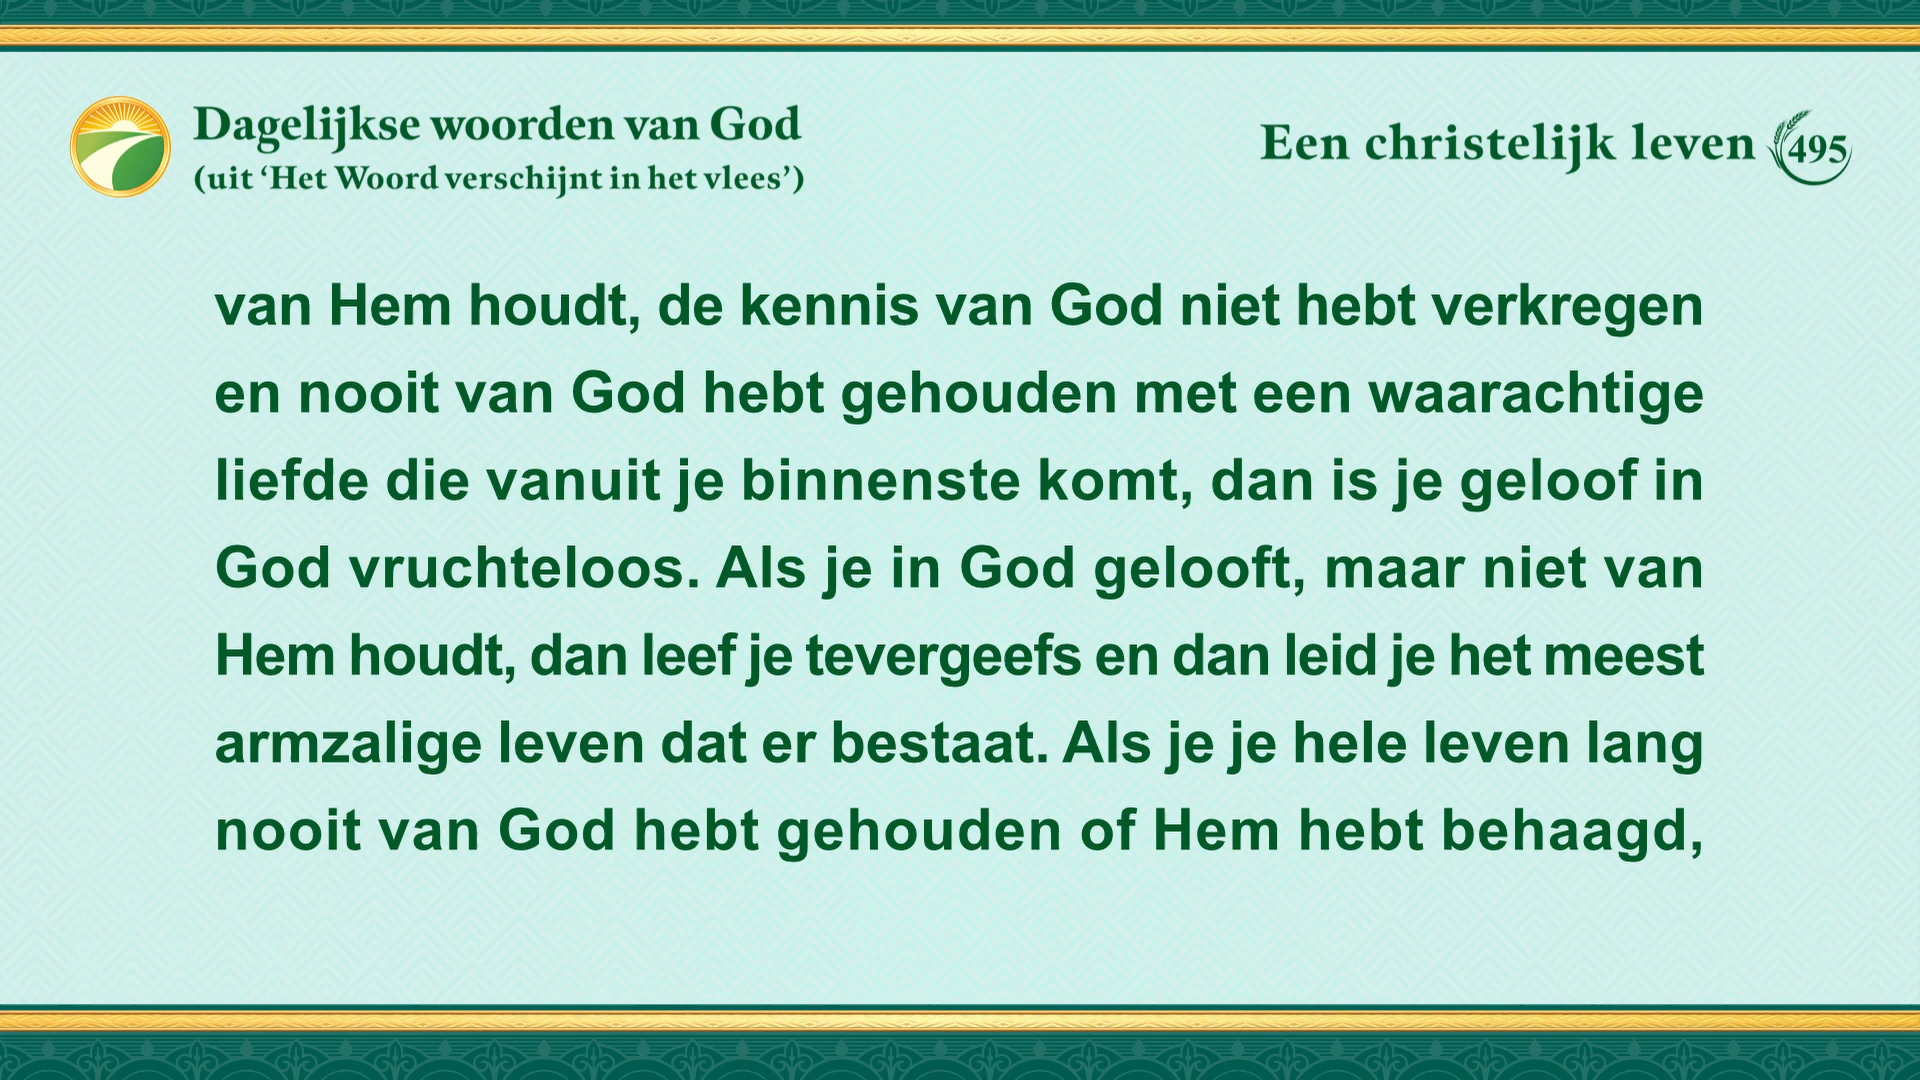 Dagelijkse woorden van God
(uit ‘Het Woord verschijnt in het vlees’)
Een christelijk leven 495
van Hem houdt, de kennis van God niet hebt verkregen
en nooit van God hebt gehouden met een waarachtige
liefde die vanuit je binnenste komt, dan is je geloof in
God vruchteloos. Als je in God gelooft, maar niet van
Hem houdt, dan leef je tevergeefs en dan leid je het meest
armzalige leven dat er bestaat. Als je je hele leven lang
nooit van God hebt gehouden of Hem hebt behaagd,